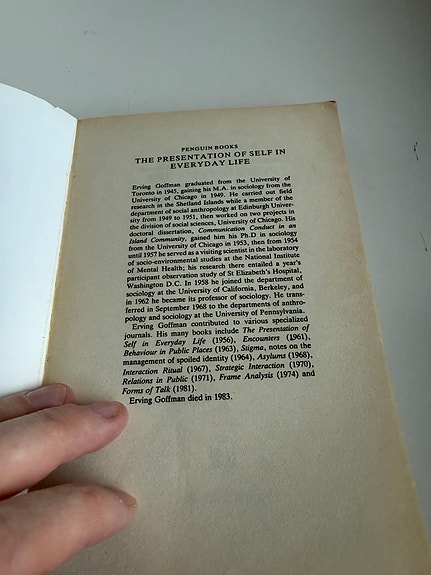 PENGUIN BOOKS
THE PRESENTATION OF SELF IN
EVERYDAY LIFE
Erving Goffman graduated from the University of
Toronto in 1945, gaining his M.A. in sociology from the
University of Chicago in 1949. He carried out field
research in the Shetland Islands while a member of the
department of social anthropology at Edinburgh Univer-
sity from 1949 to 1951, then worked on two projects in
the division of social sciences, University of Chicago. His
doctoral dissertation, Communication Conduct in an
Island Community, gained him his Ph.D in sociology
from the University of Chicago in 1953, then from 1954
until 1957 he served as a visiting scientist in the laboratory
of socio-environmental studies at the National Institute
of Mental Health; his research there entailed a year's
participant observation study of St Elizabeth's Hospital,
Washington D.C. In 1958 he joined the department of
sociology at the University of California, Berkeley, and
in 1962 he became its professor of sociology. He trans-
ferred in September 1968 to the departments of anthro-
pology and sociology at the University of Pennsylvania.
Erving Goffman contributed to various specialized
journals. His many books include The Presentation of
Self in Everyday Life (1956), Encounters (1961),
Behaviour in Public Places (1963), Stigma, notes on the
management of spoiled identity (1964), Asylums (1968),
Interaction Ritual (1967), Strategic Interaction (1970),
Relations in Public (1971), Frame Analysis (1974) and
Forms of Talk (1981).
Erving Goffman died in 1983.